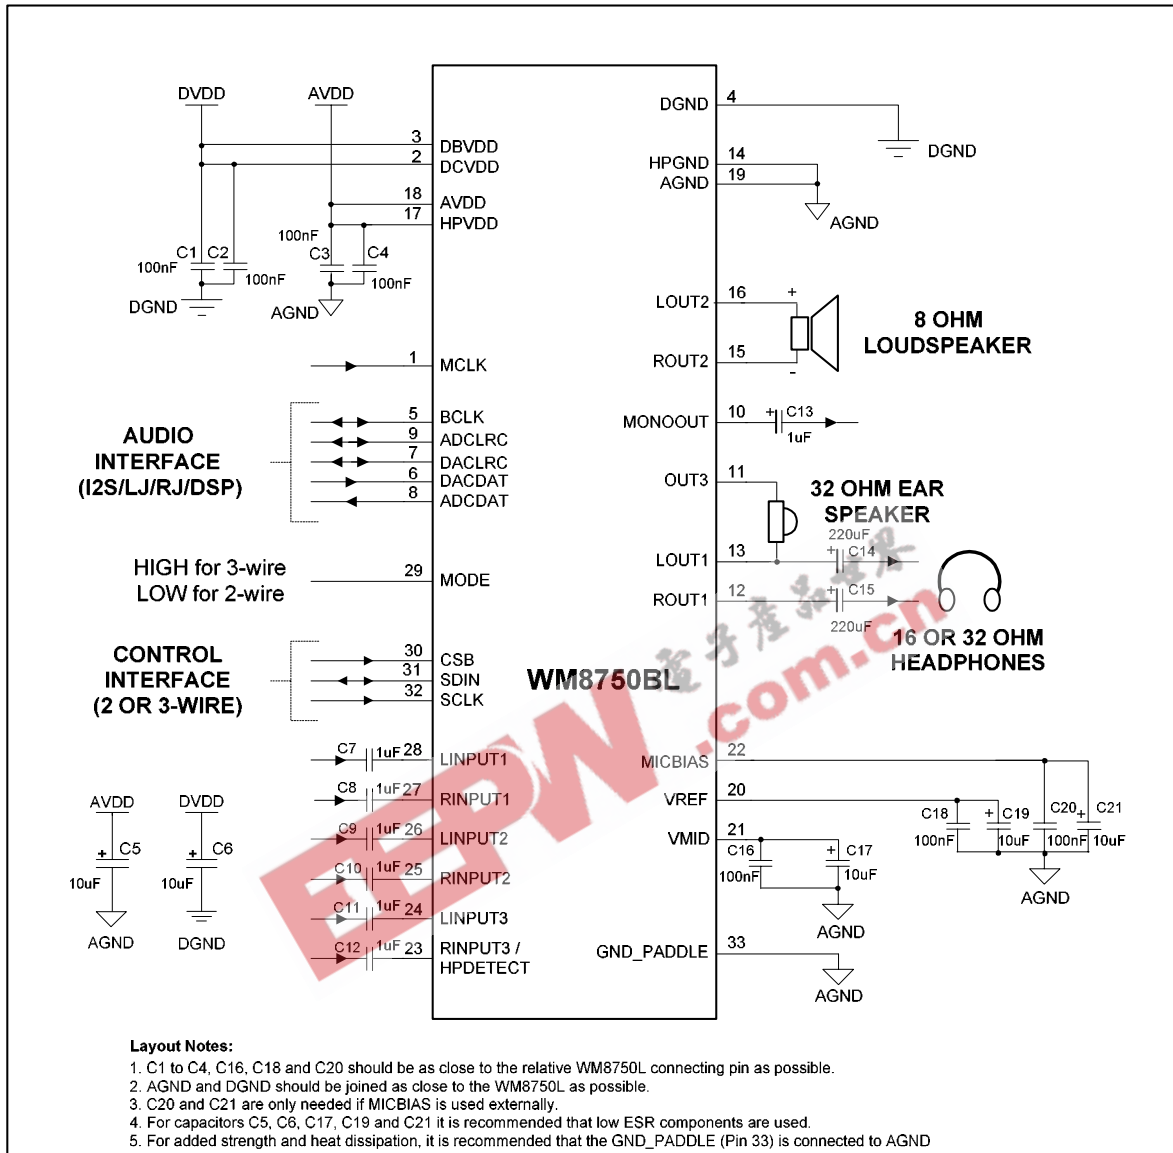 DVDD
AVDD
3
DBVDD
2
DCVDD
18
AVDD
17
HPVDD
100nF
C1
C2
C3
C4
100nF
100nF
100nF
DGND
AGND
1
MCLK
AUDIO
INTERFACE
(I2S/LJ/RJ/DSP)
5
BCLK
9
ADCLRC
7
DACLRC
6
DACDAT
8
ADCDAT
HIGH for 3-wire
LOW for 2-wire
29
MODE
CONTROL
INTERFACE
(2 OR 3-WIRE)
30
CSB
31
SDIN
32
SCLK
C7
1uF
28
LINPUT1
C8
1uF
27
RINPUT1
C9
1uF
26
LINPUT2
C10
1uF
25
RINPUT2
C11
1uF
24
LINPUT3
C12
1uF
23
RINPUT3 /
HPDETECT
AVDD
+
C5
10uF
AGND
DVDD
+
C6
10uF
DGND
WM8750BL
DGND
4
DGND
HPGND
14
AGND
19
AGND
LOUT2
16
+
ROUT2
15
-
8 OHM
LOUDSPEAKER
MONOOUT
10
+
C13
1uF
OUT3
11
32 OHM EAR
SPEAKER
220uF
LOUT1
13
+
C14
ROUT1
12
+
C15
220uF
16 OR 32 OHM
HEADPHONES
MICBIAS
22
VREF
20
VMID
21
C16
100nF
+
C17
10uF
AGND
C18
100nF
+
C19
10uF
C20
100nF
+
C21
10uF
AGND
GND_PADDLE
33
AGND
EEPW
.com.cn
電子産品世界
Layout Notes:
1. C1 to C4, C16, C18 and C20 should be as close to the relative WM8750L connecting pin as possible.
2. AGND and DGND should be joined as close to the WM8750L as possible.
3. C20 and C21 are only needed if MICBIAS is used externally.
4. For capacitors C5, C6, C17, C19 and C21 it is recommended that low ESR components are used.
5. For added strength and heat dissipation, it is recommended that the GND_PADDLE (Pin 33) is connected to AGND